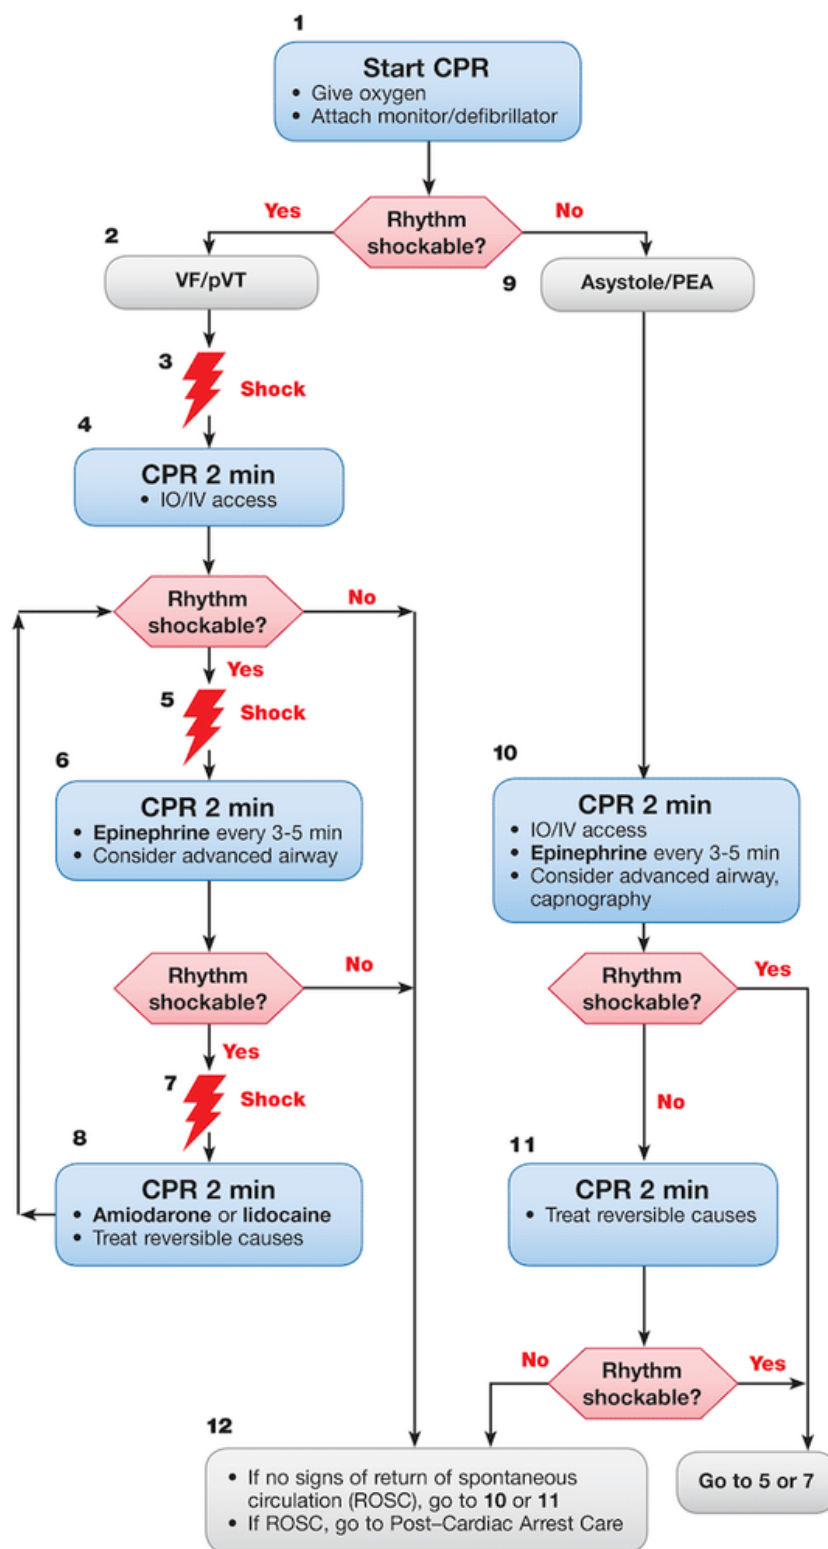 1
Start CPR
• Give oxygen
• Attach monitor/defibrillator
Yes
Rhythm
shockable?
No
2
VF/pVT
9
Asystole/PEA
3
Shock
4
CPR 2 min
• IO/IV access
Rhythm
shockable?
No
Yes
5
Shock
6
CPR 2 min
• Epinephrine every 3-5 min
• Consider advanced airway
10
CPR 2 min
• IO/IV access
• Epinephrine every 3-5 min
• Consider advanced airway,
capnography
Rhythm
shockable?
No
Rhythm
shockable?
Yes
Yes
7
Shock
No
8
CPR 2 min
• Amiodarone or lidocaine
• Treat reversible causes
11
CPR 2 min
• Treat reversible causes
No
Rhythm
shockable?
Yes
12
• If no signs of return of spontaneous
circulation (ROSC), go to 10 or 11
• If ROSC, go to Post–Cardiac Arrest Care
Go to 5 or 7